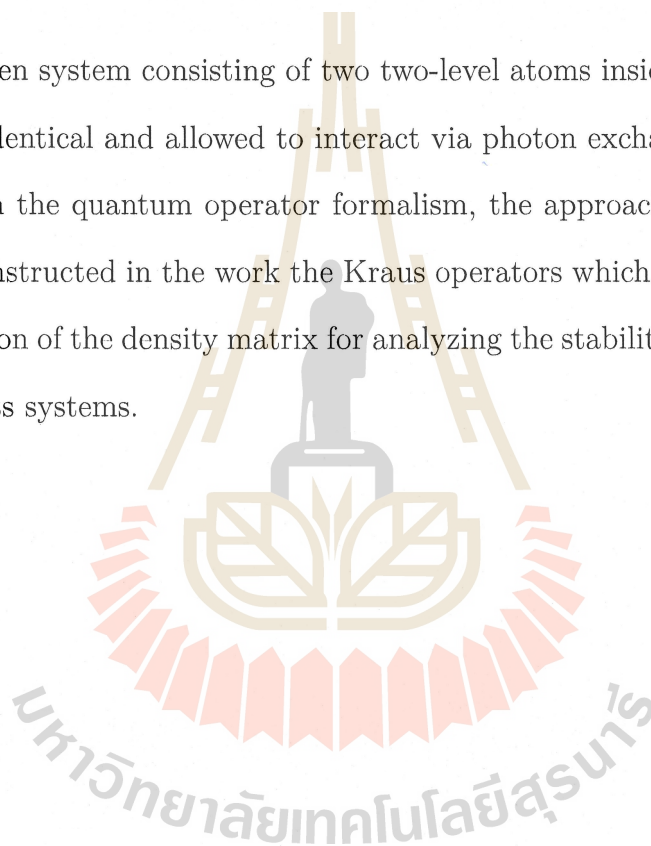 en system consisting of two two-level atoms insid
dentical and allowed to interact via photon excha
n the quantum operator formalism, the approac
nstructed in the work the Kraus operators which
on of the density matrix for analyzing the stabilit
ss systems.
มหาวิทยาลัยเทคโนโลยีสุรนารี